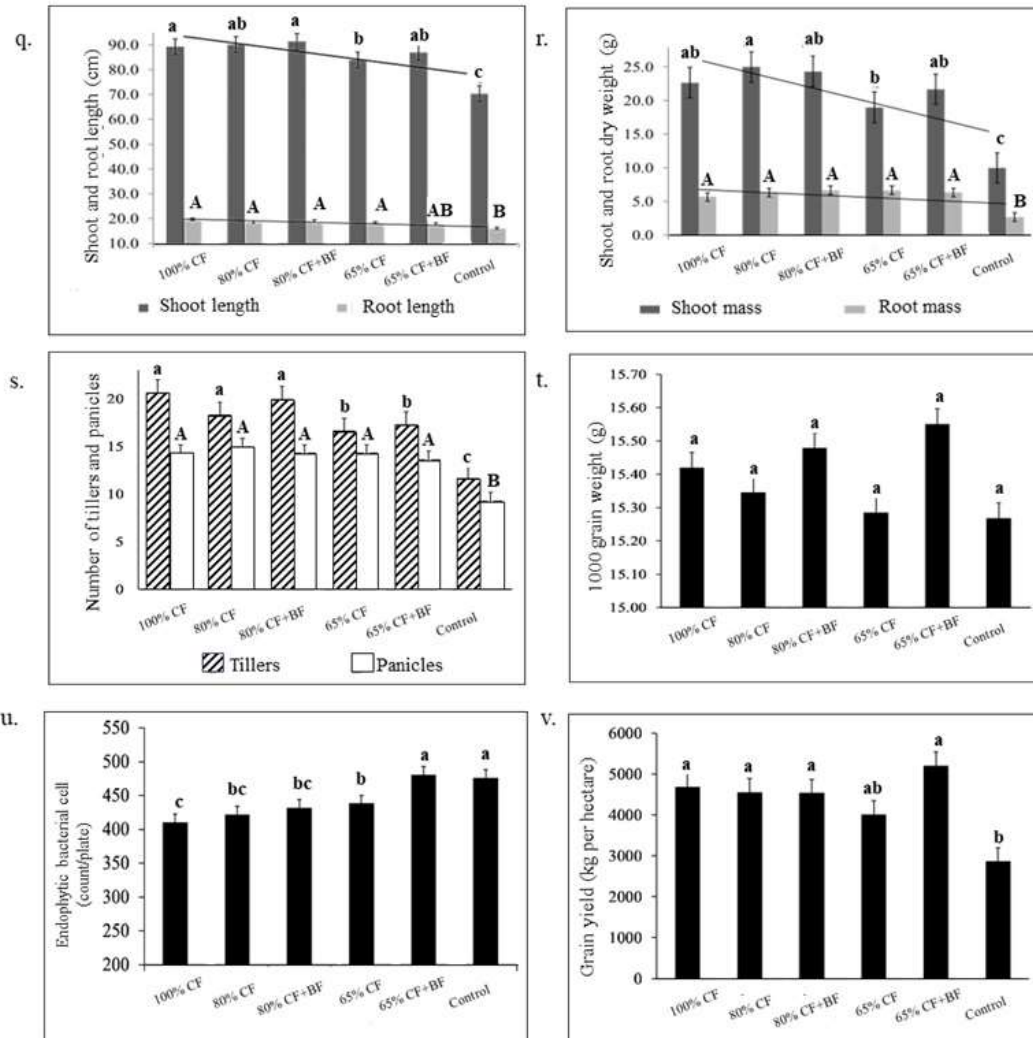 q.
Shoot and root length (cm)
90.0
80.0
70.0
60.0
50.0
40.0
30.0
20.0
10.0
a
ab
a
b
ab
c
A
A
A
A
AB
B
100% CF
80% CF
80% CF+BF
65% CF
65% CF+BF
Control
Shoot length
Root length
r.
Shoot and root dry weight (g)
25.0
20.0
15.0
10.0
5.0
0.0
ab
a
ab
b
ab
c
A
A
A
A
A
B
100% CF
80% CF
80% CF+BF
65% CF
65% CF+BF
Control
Shoot mass
Root mass
s.
Number of tillers and panicles
20
15
10
5
0
a
a
a
b
b
c
A
A
A
A
A
B
100% CF
80% CF
80% CF+BF
65% CF
65% CF+BF
Control
Tillers
Panicles
t.
1000 grain weight (g)
15.70
15.60
15.50
15.40
15.30
15.20
15.10
15.00
a
a
a
a
a
a
100% CF
80% CF
80% CF+BF
65% CF
65% CF+BF
Control
u.
Endophytic bacterial cell
(count/plate)
550
500
450
400
350
300
250
200
c
bc
bc
b
a
a
100% CF
80% CF
80% CF+BF
65% CF
65% CF+BF
Control
v.
Grain yield (kg per hectare)
6000
5000
4000
3000
2000
1000
0
a
a
a
ab
a
b
100% CF
80% CF
80% CF+BF
65% CF
65% CF+BF
Control